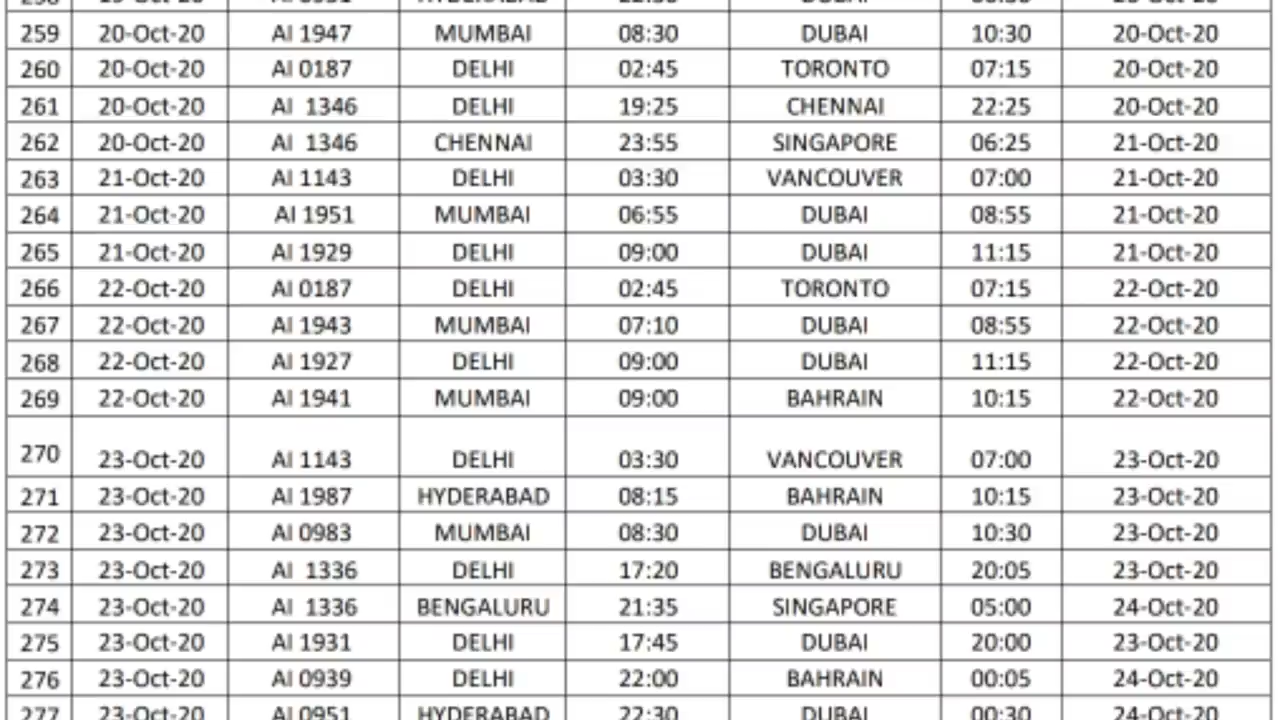 259 20-Oct-20 AI 1947 MUMBAI 08:30 DUBAI 10:30 20-Oct-20
260 20-Oct-20 AI 0187 DELHI 02:45 TORONTO 07:15 20-Oct-20
261 20-Oct-20 AI 1346 DELHI 19:25 CHENNAI 22:25 20-Oct-20
262 20-Oct-20 AI 1346 CHENNAI 23:55 SINGAPORE 06:25 21-Oct-20
263 21-Oct-20 AI 1143 DELHI 03:30 VANCOUVER 07:00 21-Oct-20
264 21-Oct-20 AI 1951 MUMBAI 06:55 DUBAI 08:55 21-Oct-20
265 21-Oct-20 AI 1929 DELHI 09:00 DUBAI 11:15 21-Oct-20
266 22-Oct-20 AI 0187 DELHI 02:45 TORONTO 07:15 22-Oct-20
267 22-Oct-20 AI 1943 MUMBAI 07:10 DUBAI 08:55 22-Oct-20
268 22-Oct-20 AI 1927 DELHI 09:00 DUBAI 11:15 22-Oct-20
269 22-Oct-20 AI 1941 MUMBAI 09:00 BAHRAIN 10:15 22-Oct-20
270 23-Oct-20 AI 1143 DELHI 03:30 VANCOUVER 07:00 23-Oct-20
271 23-Oct-20 AI 1987 HYDERABAD 08:15 BAHRAIN 10:15 23-Oct-20
272 23-Oct-20 AI 0983 MUMBAI 08:30 DUBAI 10:30 23-Oct-20
273 23-Oct-20 AI 1336 DELHI 17:20 BENGALURU 20:05 23-Oct-20
274 23-Oct-20 AI 1336 BENGALURU 21:35 SINGAPORE 05:00 24-Oct-20
275 23-Oct-20 AI 1931 DELHI 17:45 DUBAI 20:00 23-Oct-20
276 23-Oct-20 AI 0939 DELHI 22:00 BAHRAIN 00:05 24-Oct-20
277 23-Oct-20 AI 0951 HYDERABAD 22:30 DUBAI 00:30 24-Oct-20